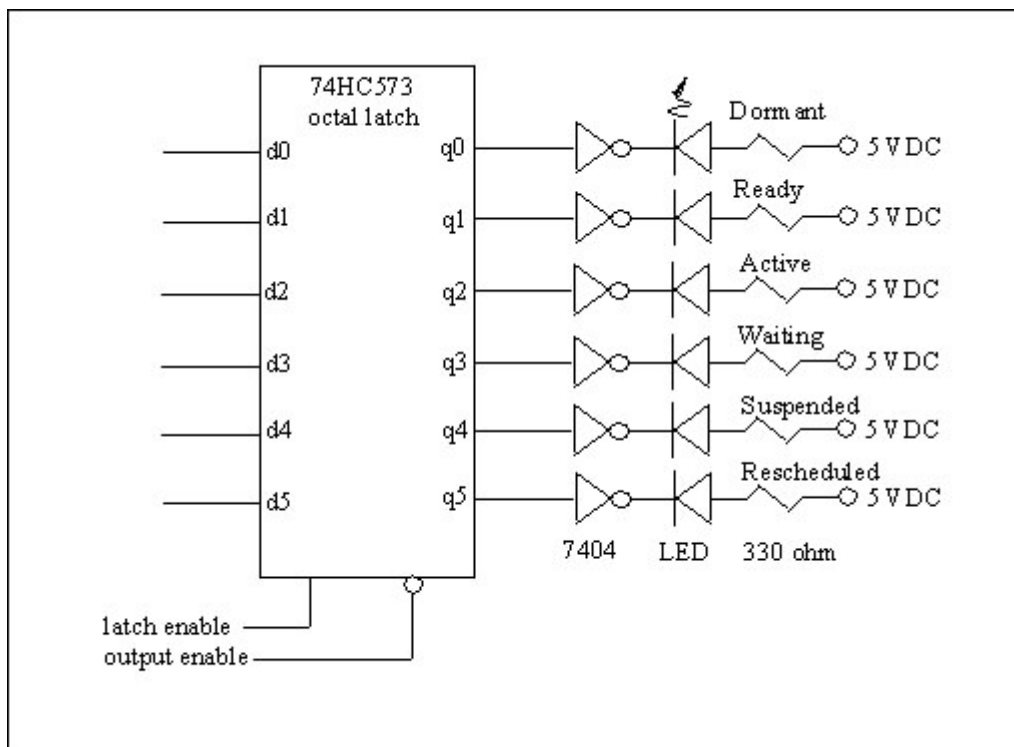 74HC573
octal latch
Dormant
d0
q0
5 VDC
Ready
d1
q1
5 VDC
Active
d2
q2
5 VDC
Waiting
d3
q3
5 VDC
Suspended
d4
q4
5 VDC
Rescheduled
d5
q5
5 VDC
7404 LED 330 ohm
latch enable
output enable